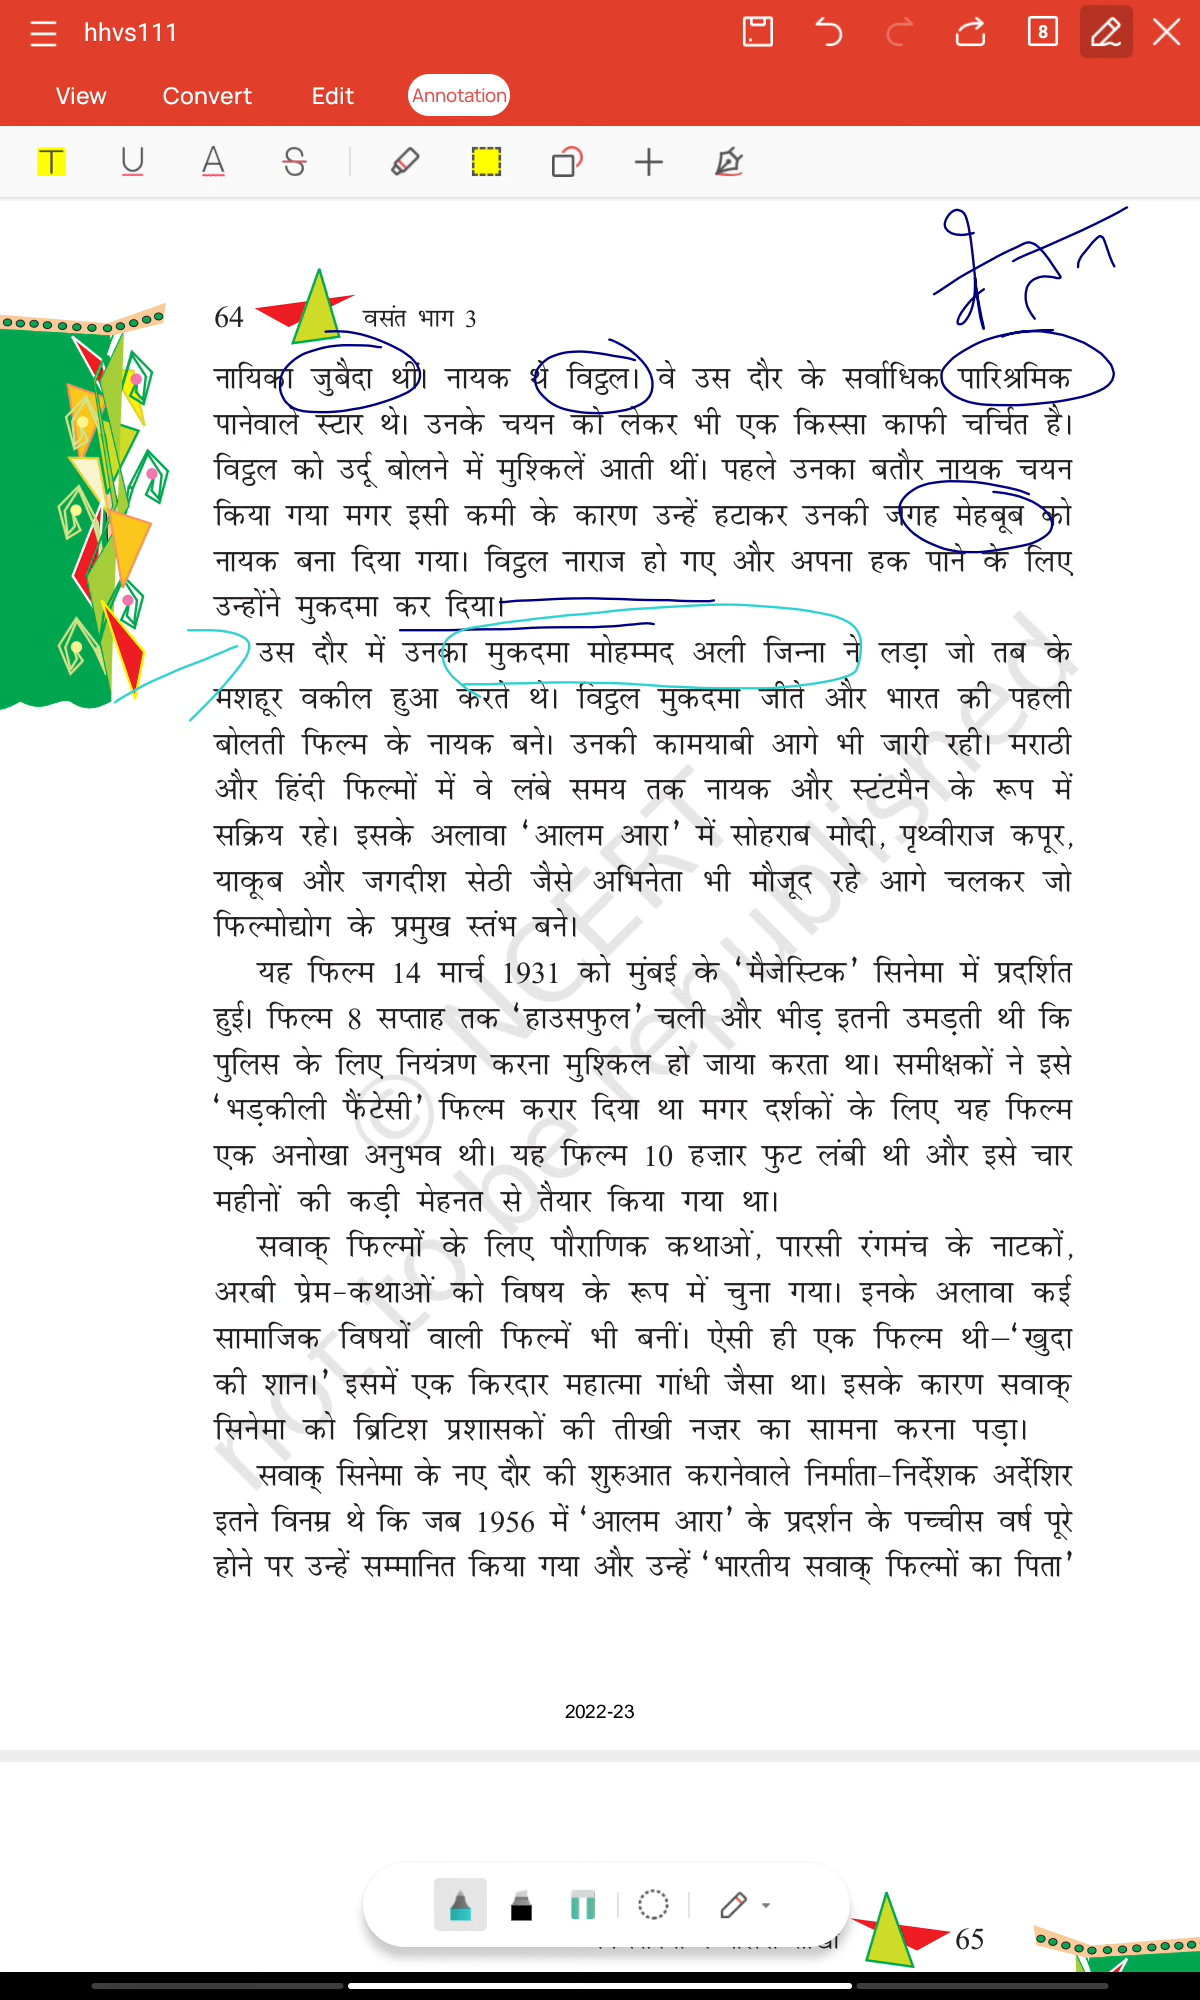 hhvs111
8
View Convert Edit Annotation
64 वसंत भाग 3
नायिका जुबैदा थीं। नायक थे विट्ठल। वे उस दौर के सर्वाधिक पारिश्रमिक
पानेवाले स्टार थे। उनके चयन को लेकर भी एक किस्सा काफी चर्चित है।
विट्ठल को उर्दू बोलने में मुश्किलें आती थीं। पहले उनका बतौर नायक चयन
किया गया मगर इसी कमी के कारण उन्हें हटाकर उनकी जगह मेहबूब को
नायक बना दिया गया। विट्ठल नाराज हो गए और अपना हक पाने के लिए
उन्होंने मुकदमा कर दिया।
उस दौर में उनका मुकदमा मोहम्मद अली जिन्ना ने लड़ा जो तब के
मशहूर वकील हुआ करते थे। विट्ठल मुकदमा जीते और भारत की पहली
बोलती फिल्म के नायक बने। उनकी कामयाबी आगे भी जारी रही। मराठी
और हिंदी फिल्मों में वे लंबे समय तक नायक और स्टंटमैन के रूप में
सक्रिय रहे। इसके अलावा ‘आलम आरा’ में सोहराब मोदी, पृथ्वीराज कपूर,
याकूब और जगदीश सेठी जैसे अभिनेता भी मौजूद रहे आगे चलकर जो
फिल्मोद्योग के प्रमुख स्तंभ बने।
यह फिल्म 14 मार्च 1931 को मुंबई के ‘मैजेस्टिक’ सिनेमा में प्रदर्शित
हुई। फिल्म 8 सप्ताह तक ‘हाउसफुल’ चली और भीड़ इतनी उमड़ती थी कि
पुलिस के लिए नियंत्रण करना मुश्किल हो जाया करता था। समीक्षकों ने इसे
‘भड़कीली फैंटेसी’ फिल्म करार दिया था मगर दर्शकों के लिए यह फिल्म
एक अनोखा अनुभव थी। यह फिल्म 10 हज़ार फुट लंबी थी और इसे चार
महीनों की कड़ी मेहनत से तैयार किया गया था।
सवाक् फिल्मों के लिए पौराणिक कथाओं, पारसी रंगमंच के नाटकों,
अरबी प्रेम-कथाओं को विषय के रूप में चुना गया। इनके अलावा कई
सामाजिक विषयों वाली फिल्में भी बनीं। ऐसी ही एक फिल्म थी–‘खुदा
की शान।’ इसमें एक किरदार महात्मा गांधी जैसा था। इसके कारण सवाक्
सिनेमा को ब्रिटिश प्रशासकों की तीखी नज़र का सामना करना पड़ा।
सवाक् सिनेमा के नए दौर की शुरुआत करानेवाले निर्माता-निर्देशक अर्देशिर
इतने विनम्र थे कि जब 1956 में ‘आलम आरा’ के प्रदर्शन के पच्चीस वर्ष पूरे
होने पर उन्हें सम्मानित किया गया और उन्हें ‘भारतीय सवाक् फिल्मों का पिता’
© NCERT
not to be republished
2022-23
65